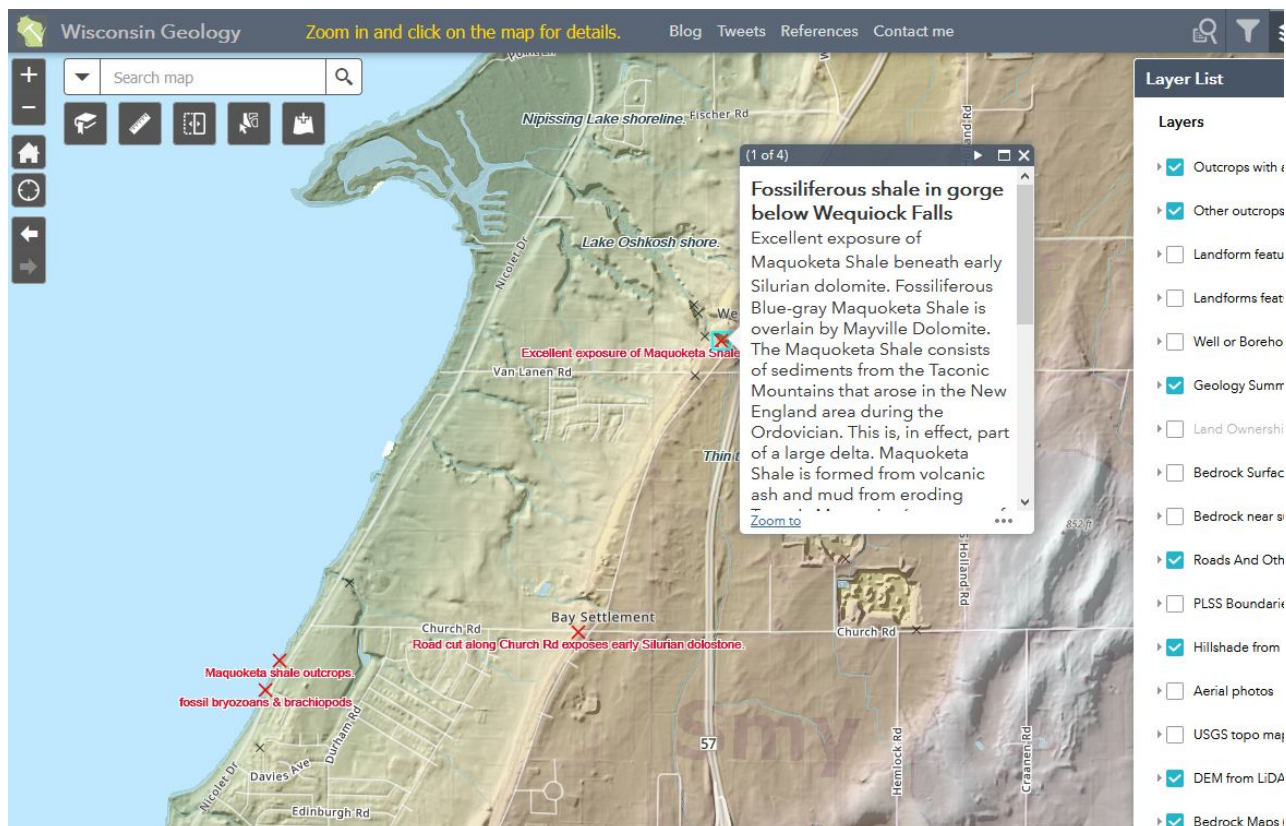 Wisconsin Geology
Zoom in and click on the map for details.
Blog Tweets References Contact me
Search map
Layer List
Layers
Outcrops with a
Other outcrops
Landform featu
Landforms feat
Well or Boreho
Geology Summ
Land Ownershi
Bedrock Surfac
Bedrock near su
Roads And Oth
PLSS Boundarie
Hillshade from
Aerial photos
USGS topo map
DEM from LiDA
Bedrock Maps
(1 of 4)
Fossiliferous shale in gorge
below Wequiock Falls
Excellent exposure of
Maquoketa Shale beneath early
Silurian dolomite. Fossiliferous
Blue-gray Maquoketa Shale is
overlain by Mayville Dolomite.
The Maquoketa Shale consists
of sediments from the Taconic
Mountains that arose in the New
England area during the
Ordovician. This is, in effect, part
of a large delta. Maquoketa
Shale is formed from volcanic
ash and mud from eroding
Zoom to
Nipissing Lake shoreline.
Fischer Rd
Lake Oshkosh shore.
Nicolet Dr
We
Excellent exposure of Maquoketa Shale
Van Lanen Rd
Thin t
852 ft
S Holland Rd
Bay Settlement
Church Rd
Church Rd
Road cut along Church Rd exposes early Silurian dolostone.
Maquoketa shale outcrops.
fossil bryozoans & brachiopods
Durham Rd
Smy
57
Davies Ave
Nicolet Dr
Hemlock Rd
Craanen Rd
Edinburgh Rd